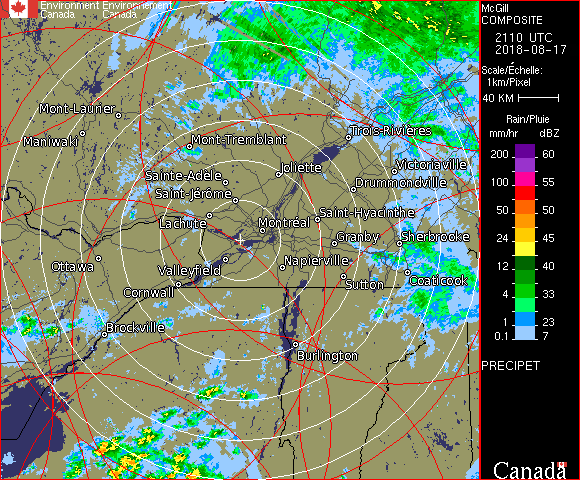 Environment Environnement
Canada Canada
McGill
COMPOSITE
2110 UTC
2018-08-17
Scale/Échelle:
1km/Pixel
40 KM
Rain/Pluie
mm/hr dBZ
200 60
150 57
100 55
50 50
24 45
12 40
4 33
1 23
0.1 7
PRECIPET
Mont-Laurier
Maniwaki
Mont-Tremblant
Trois-Rivières
Sainte-Adèle
Joliette
Victoriaville
Saint-Jérôme
Drummondville
Lachute
Montréal
Saint-Hyacinthe
Granby
Sherbrooke
Ottawa
Valleyfield
Napierville
Cornwall
Sutton
Coaticook
Brockville
Burlington
Canada